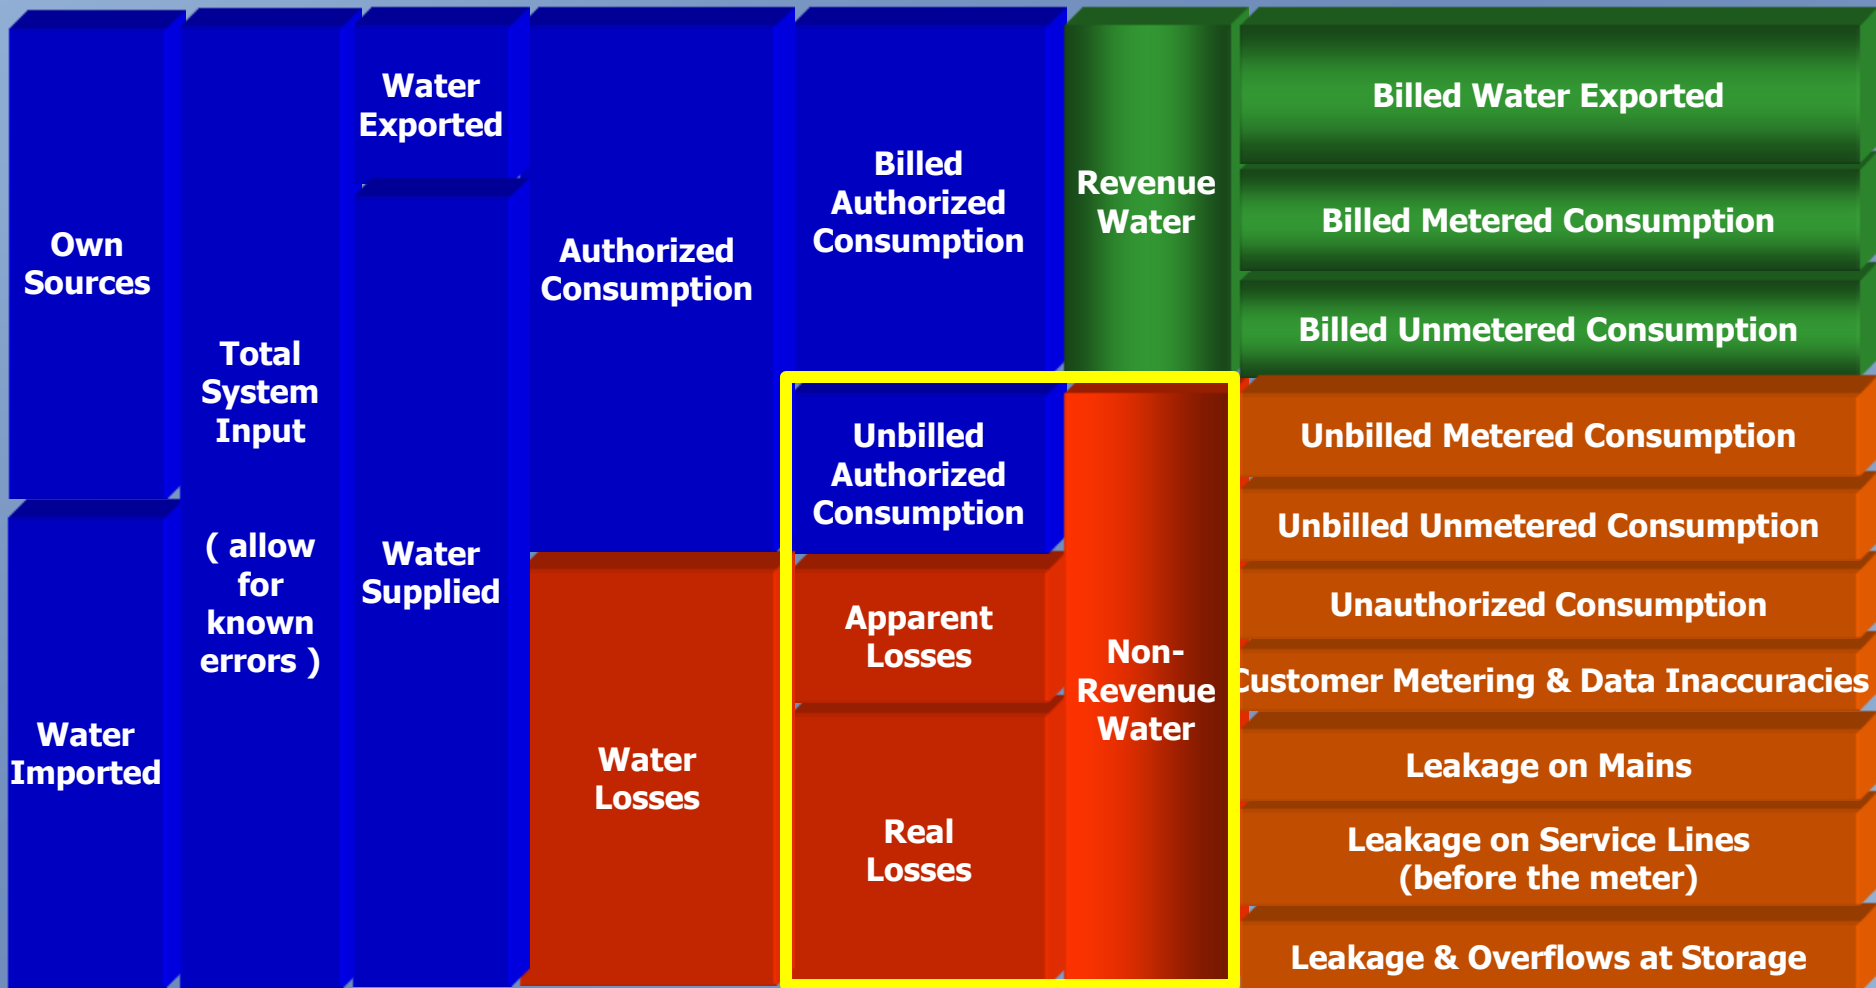 Own
Sources
Water
Imported
Total
System
Input
( allow
for
known
errors )
Water
Exported
Water
Supplied
Authorized
Consumption
Water
Losses
Billed
Authorized
Consumption
Unbilled
Authorized
Consumption
Apparent
Losses
Real
Losses
Revenue
Water
Non-
Revenue
Water
Billed Water Exported
Billed Metered Consumption
Billed Unmetered Consumption
Unbilled Metered Consumption
Unbilled Unmetered Consumption
Unauthorized Consumption
Customer Metering & Data Inaccuracies
Leakage on Mains
Leakage on Service Lines
(before the meter)
Leakage & Overflows at Storage